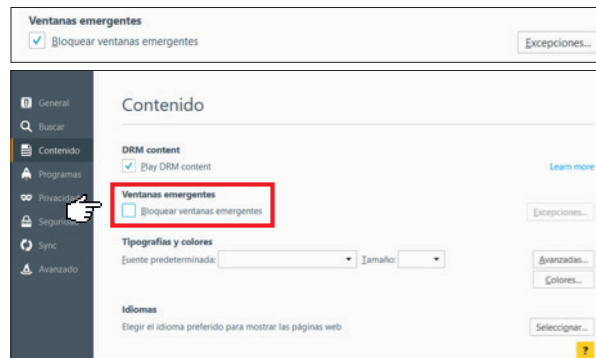 Ventanas emergentes
Bloquear ventanas emergentes
Excepciones...
General
Buscar
Contenido
Programas
Privacidad
Seguridad
Sync
Avanzado
Contenido
DRM content
Play DRM content
Learn more
Ventanas emergentes
Bloquear ventanas emergentes
Excepciones...
Tipografías y colores
Fuente predeterminada:
Tamaño:
Avanzadas...
Colores...
Idiomas
Elegir el idioma preferido para mostrar las páginas web
Seleccionar...
?